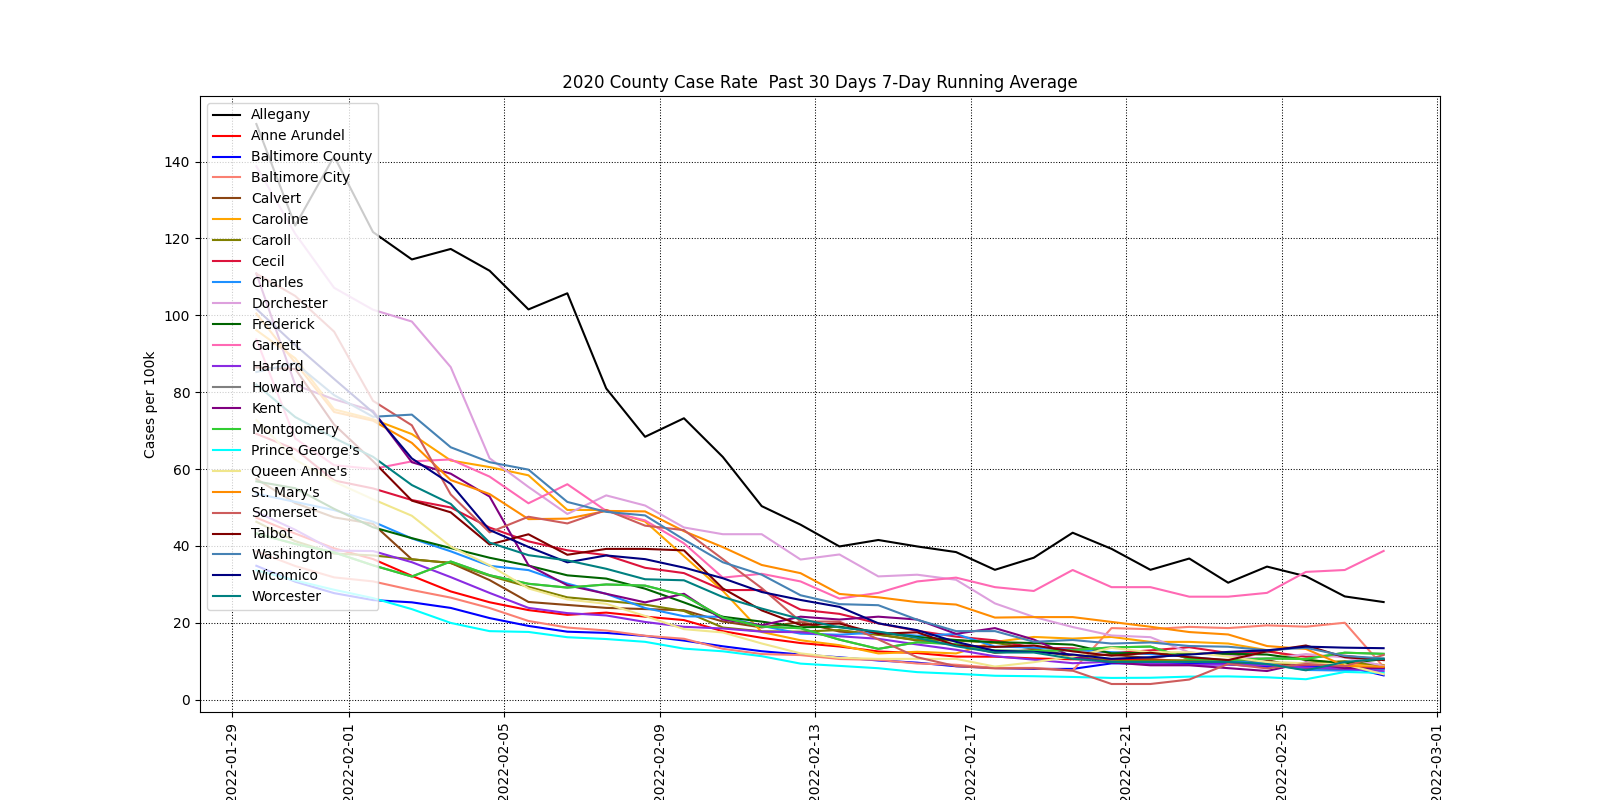 2020 County Case Rate  Past 30 Days 7-Day Running Average
Allegany
Anne Arundel
Baltimore County
Baltimore City
Calvert
Caroline
Caroll
Cecil
Charles
Dorchester
Frederick
Garrett
Harford
Howard
Kent
Montgomery
Prince George's
Queen Anne's
St. Mary's
Somerset
Talbot
Washington
Wicomico
Worcester
Cases per 100k
140
120
100
80
60
40
20
0
2022-01-29
2022-02-01
2022-02-05
2022-02-09
2022-02-13
2022-02-17
2022-02-21
2022-02-25
2022-03-01